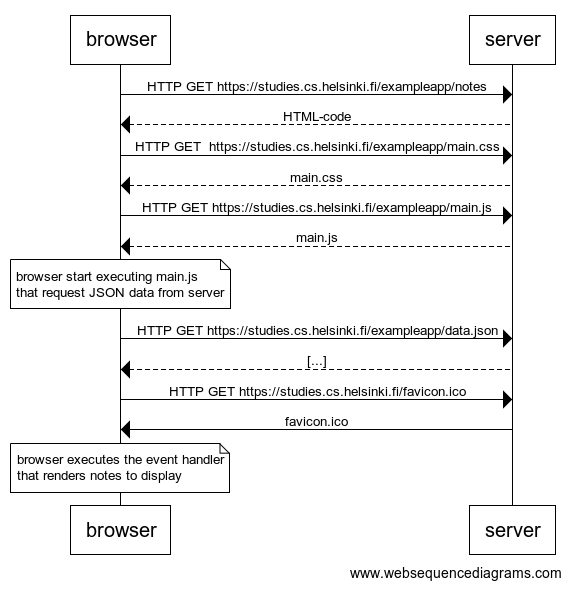 browser server
HTTP GET https://studies.cs.helsinki.fi/exampleapp/notes
HTML-code
HTTP GET  https://studies.cs.helsinki.fi/exampleapp/main.css
main.css
HTTP GET https://studies.cs.helsinki.fi/exampleapp/main.js
main.js
browser start executing main.js
that request JSON data from server
HTTP GET https://studies.cs.helsinki.fi/exampleapp/data.json
[...]
HTTP GET https://studies.cs.helsinki.fi/favicon.ico
favicon.ico
browser executes the event handler
that renders notes to display
browser server
www.websequencediagrams.com